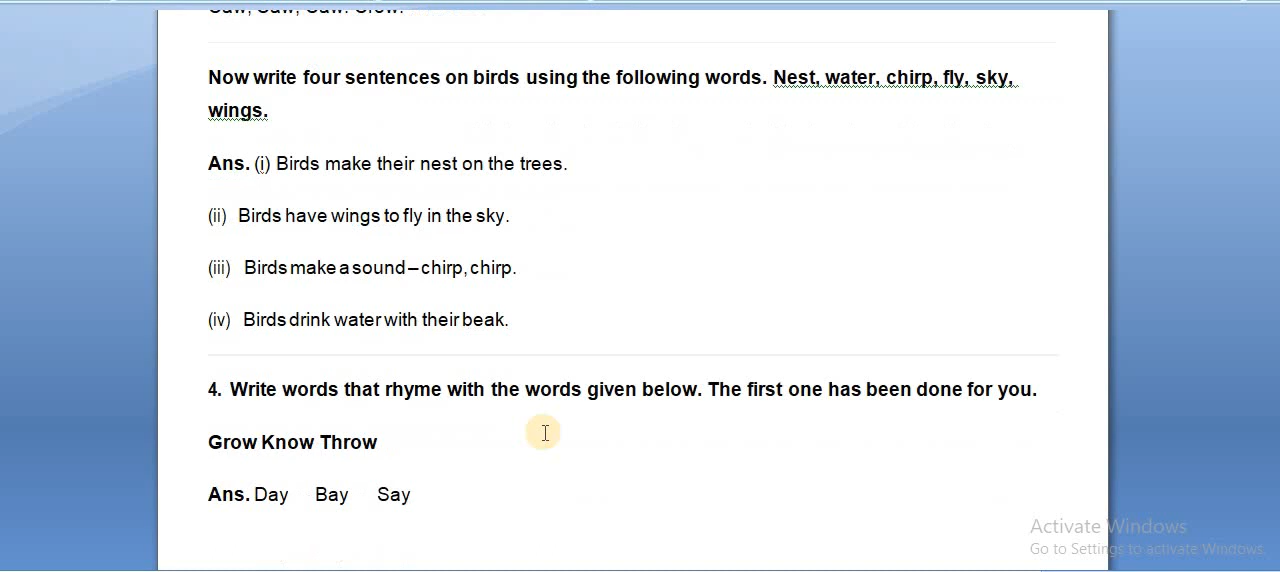 Now write four sentences on birds using the following words. Nest, water, chirp, fly, sky,
wings.
Ans. (i) Birds make their nest on the trees.
(ii) Birds have wings to fly in the sky.
(iii) Birds make a sound – chirp, chirp.
(iv) Birds drink water with their beak.
4. Write words that rhyme with the words given below. The first one has been done for you.
Grow Know Throw
Ans. Day Bay Say
Activate Windows
Go to Settings to activate Windows.